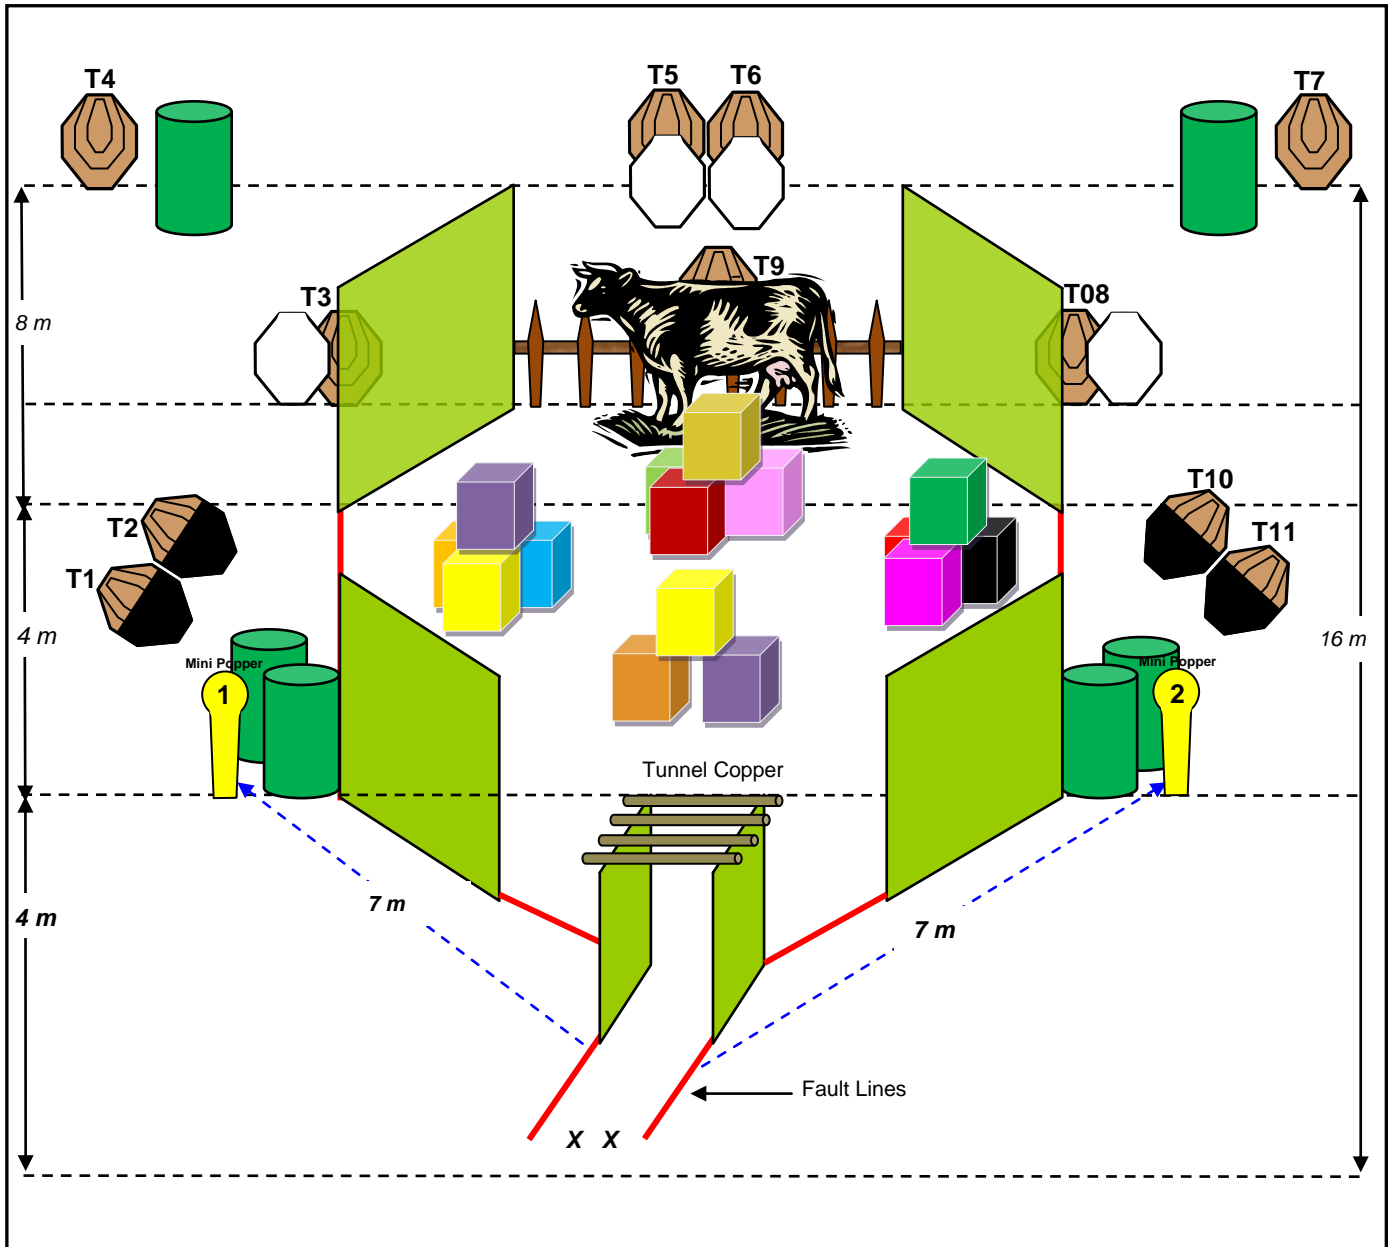 T4
T5 T6
T7
T3
T9
T08
8 m
T2
T10
T11
T1
4 m
16 m
Mini Popper
1
Mini Popper
2
Tunnel Copper
7 m
4 m
7 m
Fault Lines
X X